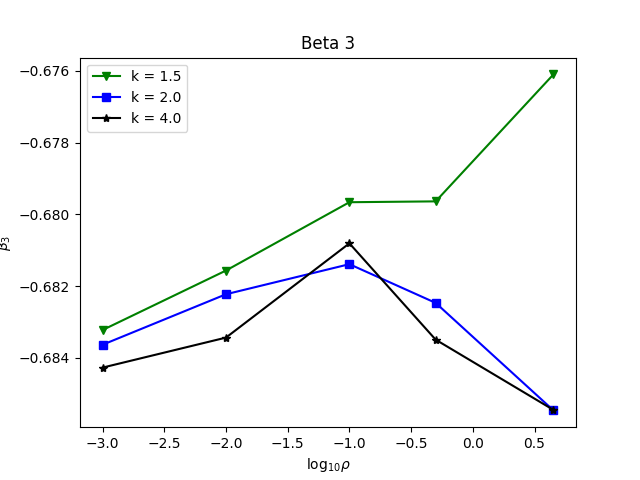 Beta 3
k = 1.5
k = 2.0
k = 4.0
−0.676
−0.678
−0.680
−0.682
−0.684
β₃
−3.0 −2.5 −2.0 −1.5 −1.0 −0.5 0.0 0.5
log₁₀ρ